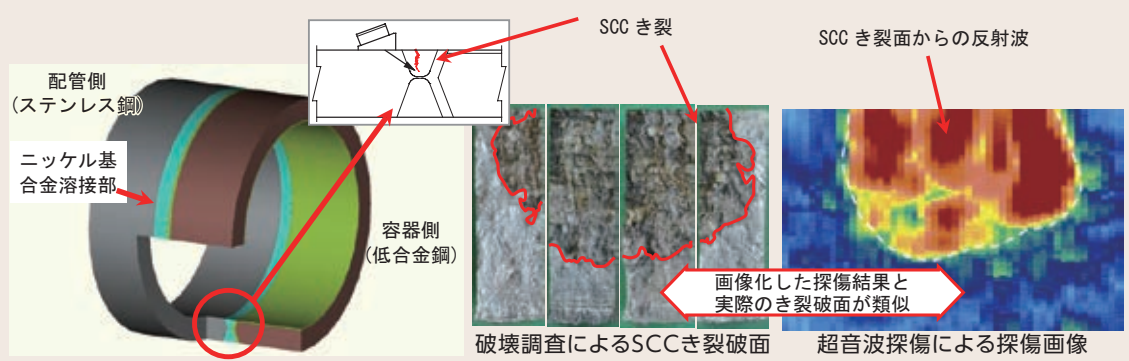 配管側
(ステンレス鋼)
ニッケル基
合金溶接部
容器側
(低合金鋼)
SCC き裂
SCC き裂面からの反射波
画像化した探傷結果と
実際のき裂破面が類似
破壊調査によるSCCき裂破面
超音波探傷による探傷画像